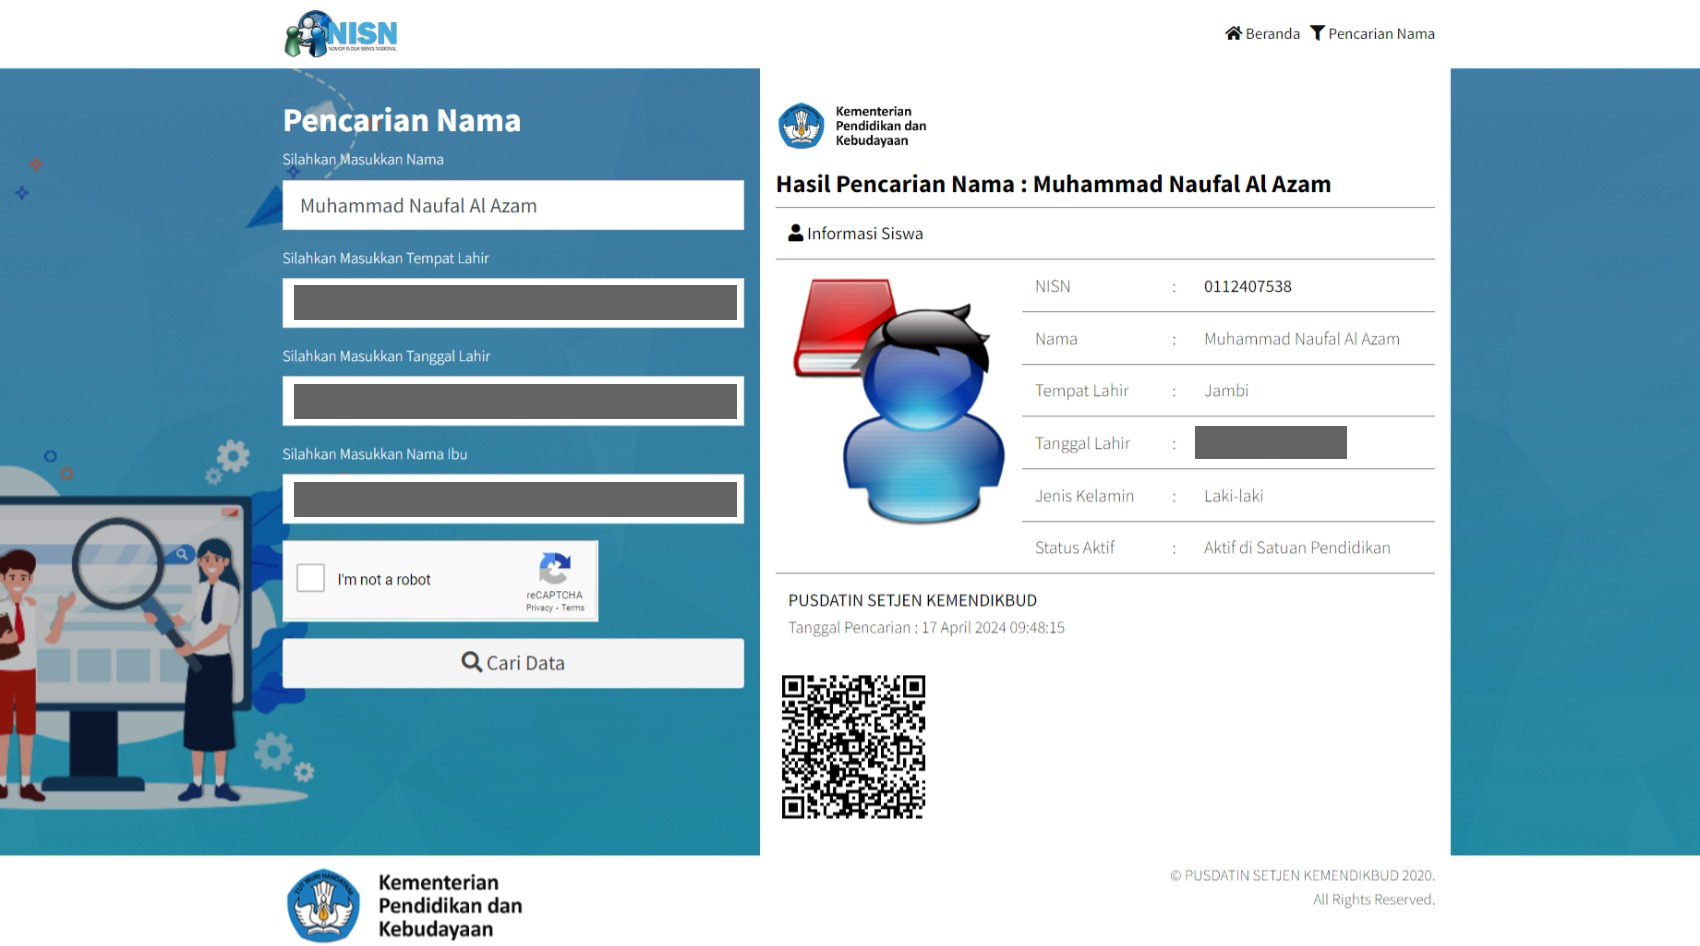 NISN
NOMOR INDUK SISWA NASIONAL
Beranda
Pencarian Nama
Pencarian Nama
Silahkan Masukkan Nama
Muhammad Naufal Al Azam
Silahkan Masukkan Tempat Lahir
Silahkan Masukkan Tanggal Lahir
Silahkan Masukkan Nama Ibu
I'm not a robot
reCAPTCHA
Privacy - Terms
Cari Data
Kementerian
Pendidikan dan
Kebudayaan
Hasil Pencarian Nama : Muhammad Naufal Al Azam
Informasi Siswa
NISN : 0112407538
Nama : Muhammad Naufal Al Azam
Tempat Lahir : Jambi
Tanggal Lahir :
Jenis Kelamin : Laki-laki
Status Aktif : Aktif di Satuan Pendidikan
PUSDATIN SETJEN KEMENDIKBUD
Tanggal Pencarian : 17 April 2024 09:48:15
TUT WURI HANDAYANI
Kementerian
Pendidikan dan
Kebudayaan
© PUSDATIN SETJEN KEMENDIKBUD 2020.
All Rights Reserved.